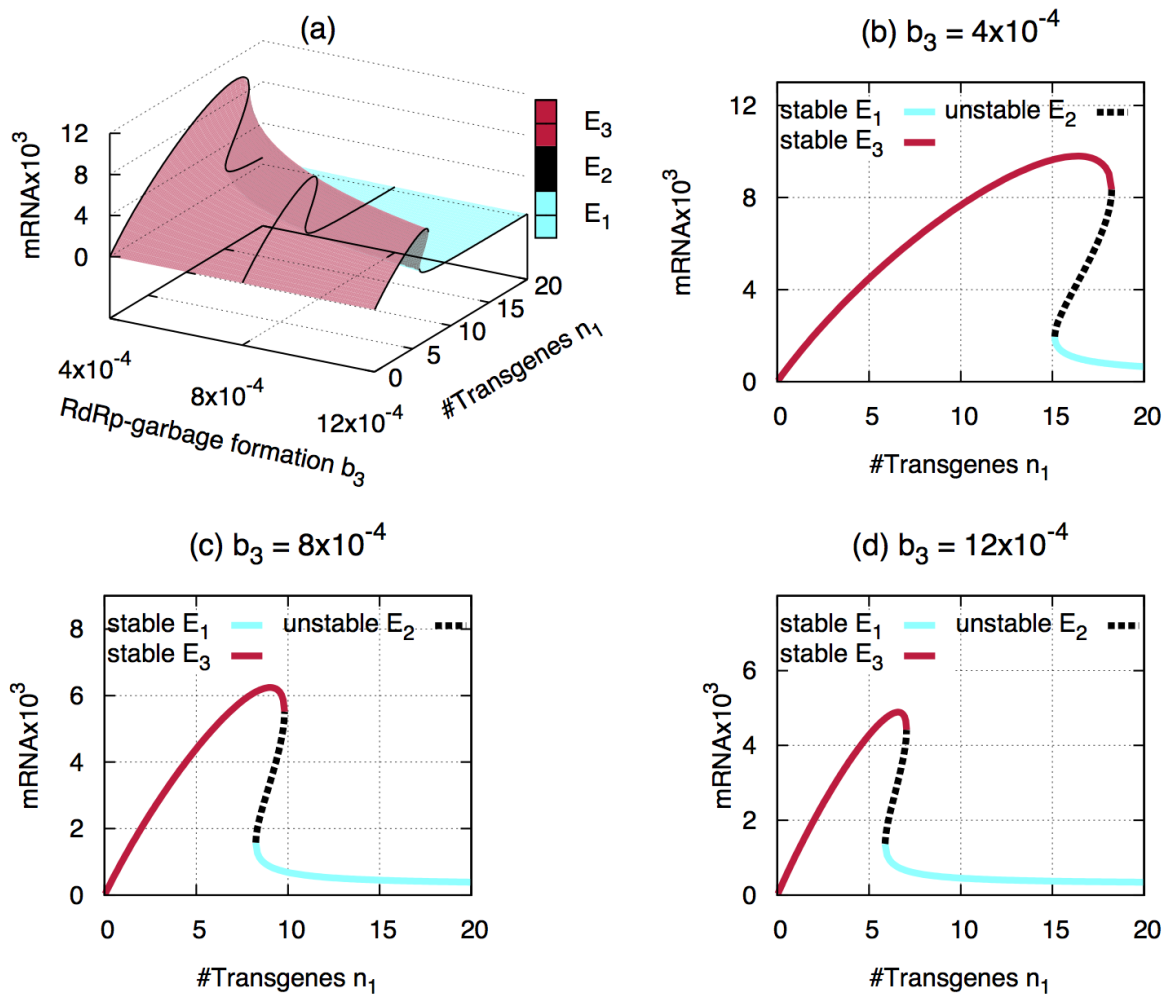 (a)
mRNAx10³
12
8
4
0
E₃
E₂
E₁
4x10⁻⁴
8x10⁻⁴
12x10⁻⁴
RdRp-garbage formation b₃
0
5
10
15
20
#Transgenes n₁
(b) b₃ = 4x10⁻⁴
stable E₁
unstable E₂
stable E₃
mRNAx10³
12
8
4
0
0 5 10 15 20
#Transgenes n₁
(c) b₃ = 8x10⁻⁴
stable E₁
unstable E₂
stable E₃
mRNAx10³
8
6
4
2
0
0 5 10 15 20
#Transgenes n₁
(d) b₃ = 12x10⁻⁴
stable E₁
unstable E₂
stable E₃
mRNAx10³
6
4
2
0
0 5 10 15 20
#Transgenes n₁